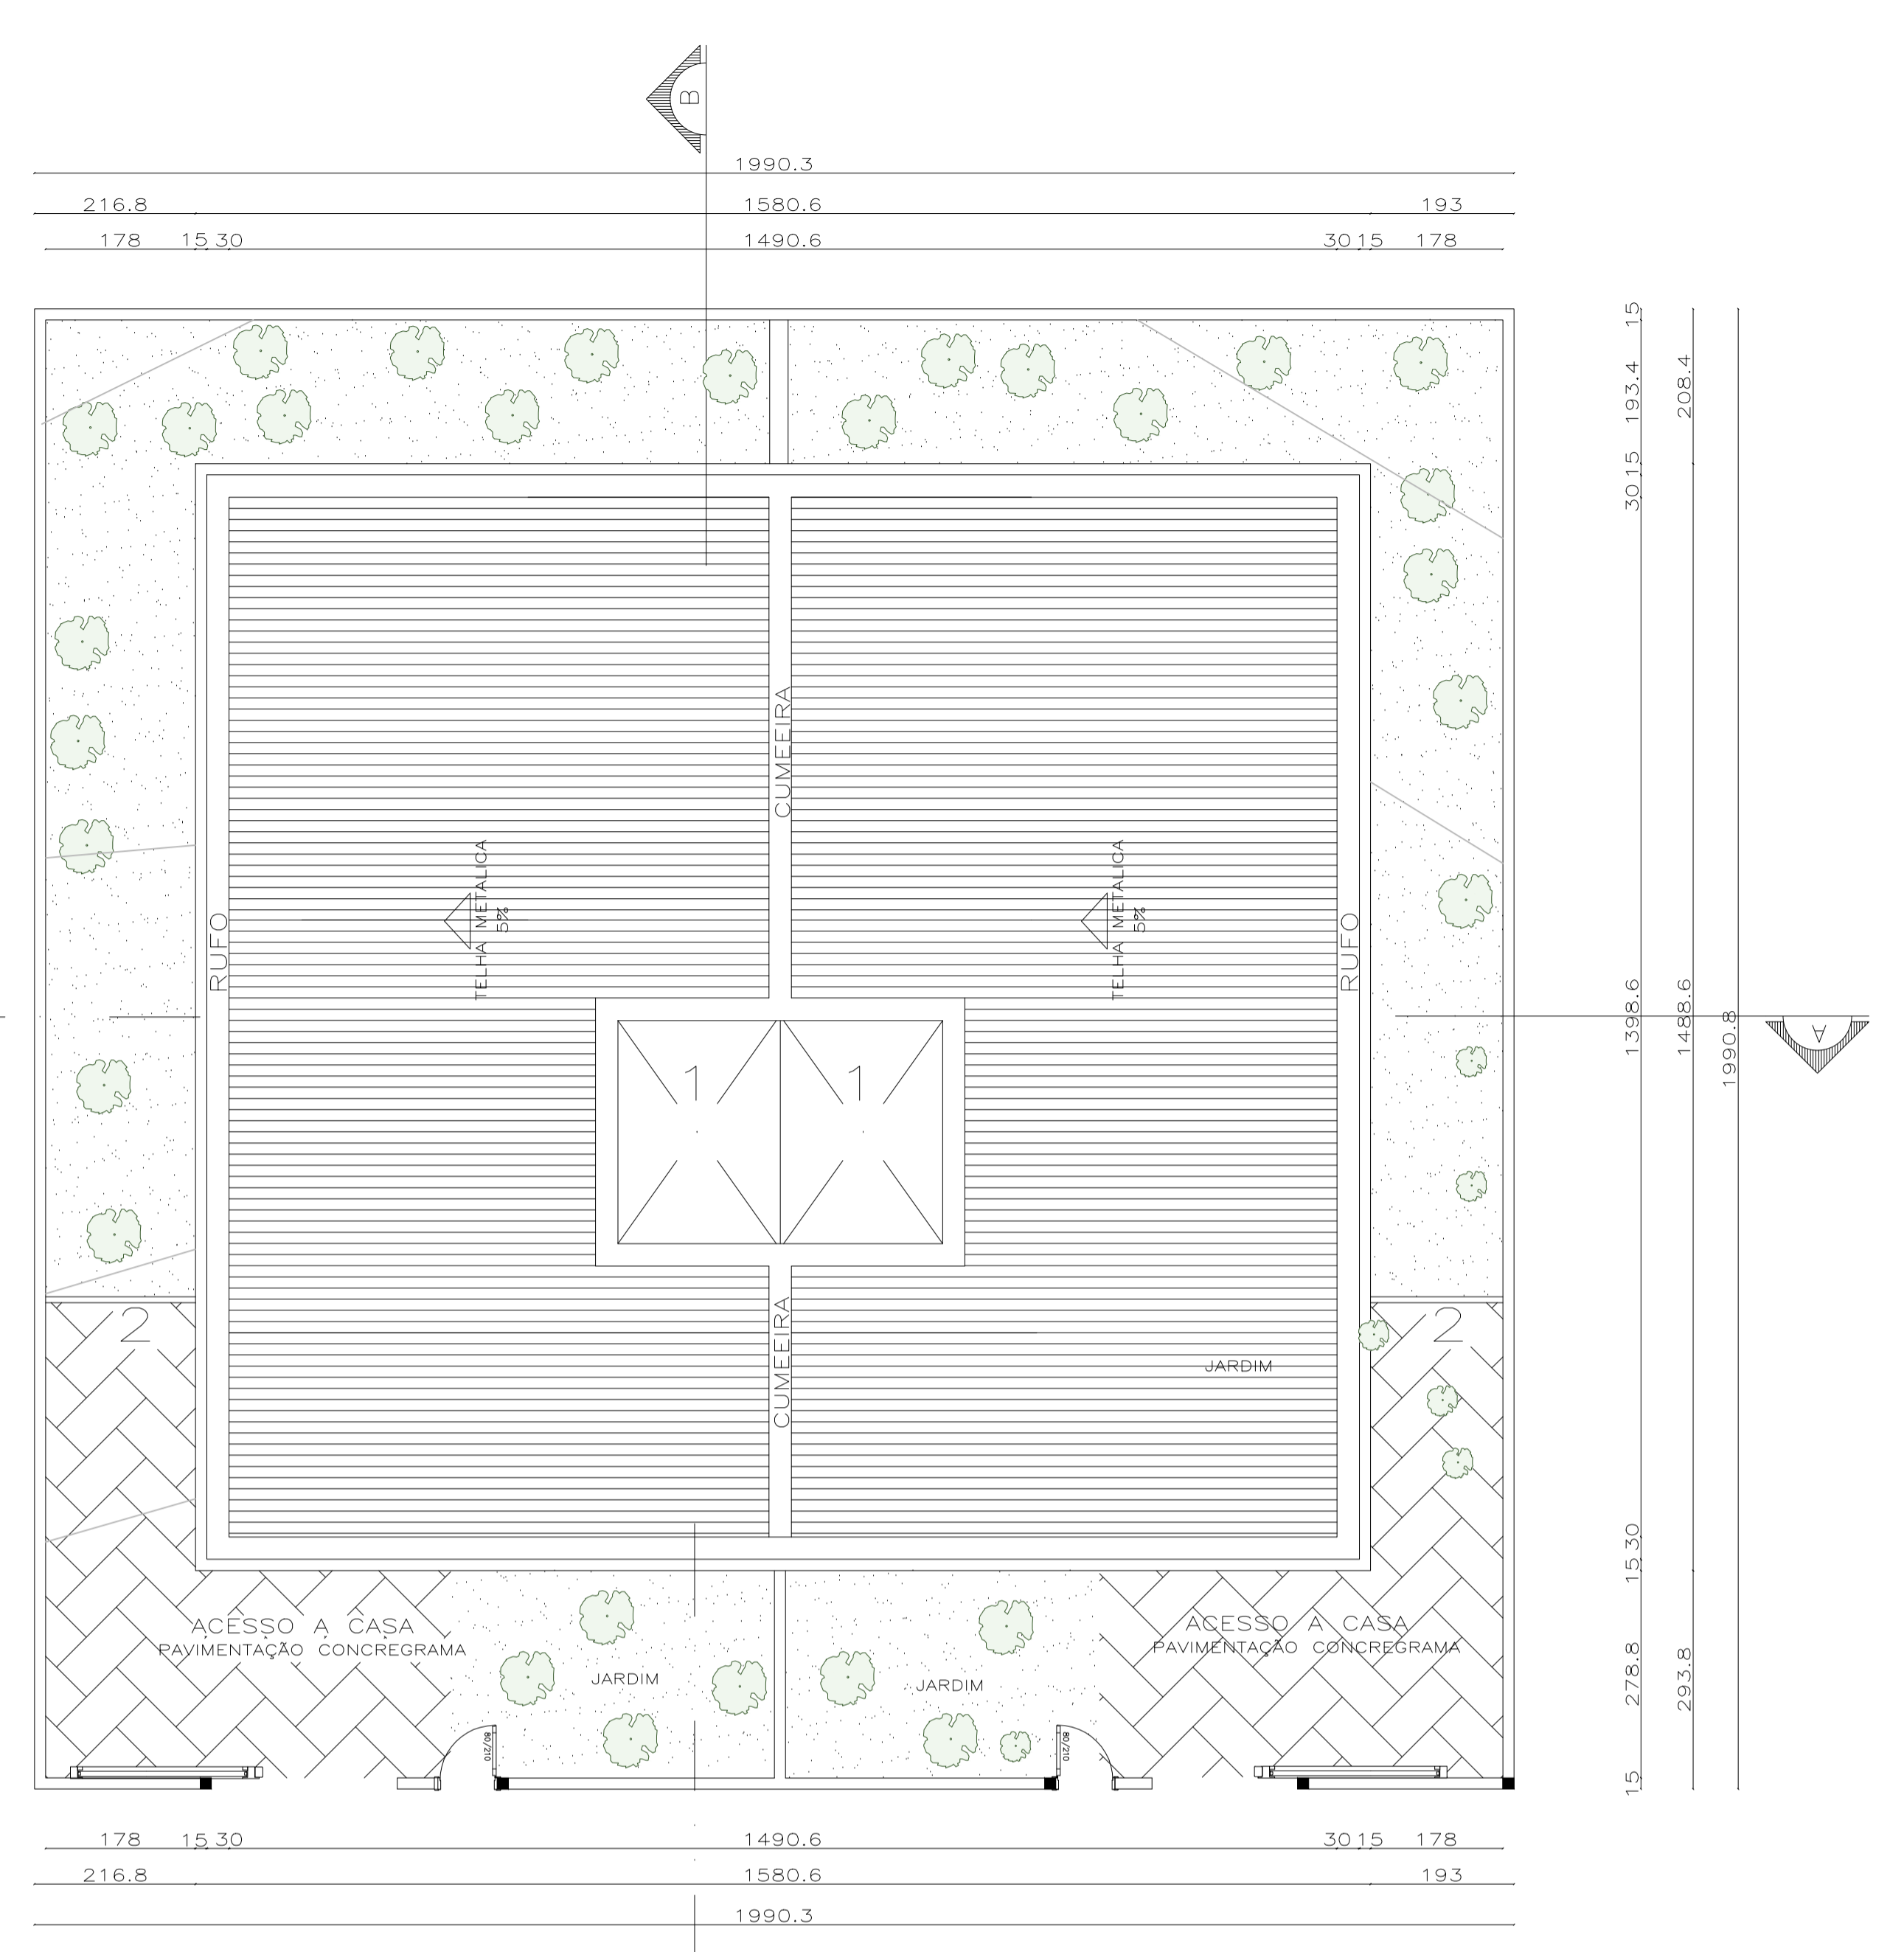 B
1990.3
216.8 1580.6 193
178 15 30 1490.6 30 15 178
15
193.4
208.4
30 15
CUMEEIRA
TELHA METALICA
5%
TELHA METALICA
5%
RUFO
RUFO
1398.6
1488.6
1990.8
A
1
1
2
2
CUMEEIRA
JARDIM
15 30
ACESSO A CASA
PAVIMENTAÇÃO CONCREGRAMA
JARDIM
JARDIM
ACESSO A CASA
PAVIMENTAÇÃO CONCREGRAMA
278.8
293.8
80/210
80/210
15
178 15 30 1490.6 30 15 178
216.8 1580.6 193
1990.3